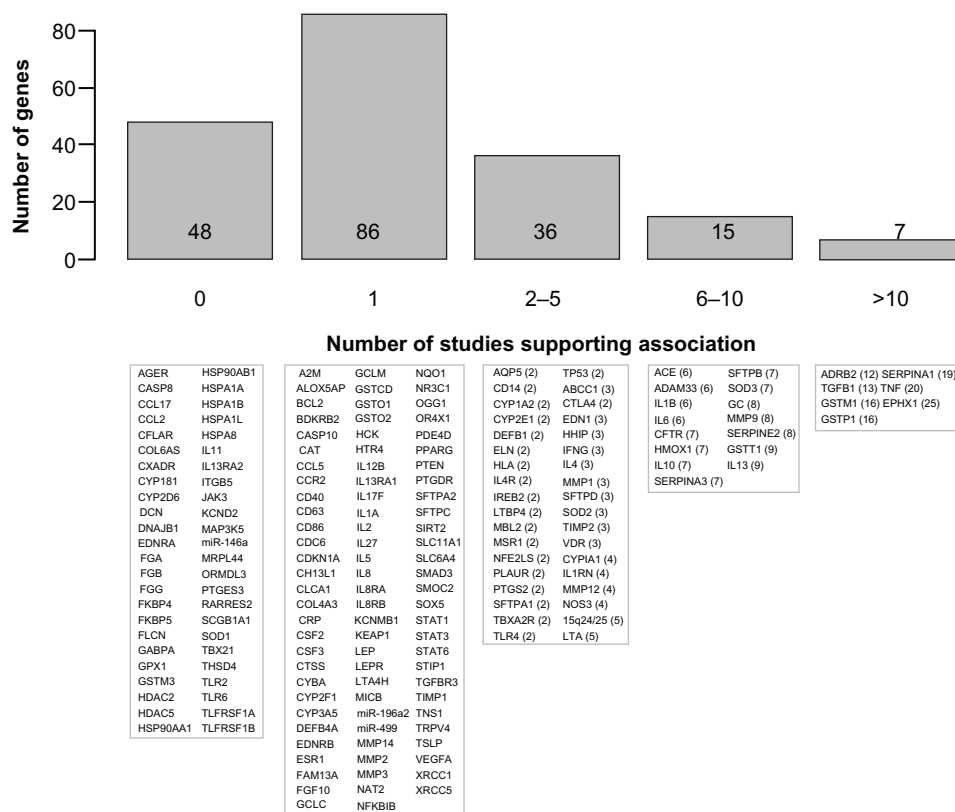 80
60
40
20
0
Number of genes
48
86
36
15
7
0
1
2–5
6–10
>10
Number of studies supporting association
AGER HSP90AB1
CASP8 HSPA1A
CCL17 HSPA1B
CCL2 HSPA1L
CFLAR HSPA8
COL6AS IL11
CXADR IL13RA2
CYP181 ITGB5
CYP2D6 JAK3
DCN KCND2
DNAJB1 MAP3K5
EDNRA miR-146a
FGA MRPL44
FGB ORMDL3
FGG PTGES3
FKBP4 RARRES2
FKBP5 SCGB1A1
FLCN SOD1
GABPA TBX21
GPX1 THSD4
GSTM3 TLR2
HDAC2 TLR6
HDAC5 TLFRSF1A
HSP90AA1 TLFRSF1B
A2M GCLM NQO1
ALOX5AP GSTCD NR3C1
BCL2 GSTO1 OGG1
BDKRB2 GSTO2 OR4X1
CASP10 HCK PDE4D
CAT HTR4 PPARG
CCL5 IL12B PTEN
CCR2 IL13RA1 PTGDR
CD40 IL17F SFTPA2
CD63 IL1A SFTPC
CD86 IL2 SIRT2
CDC6 IL27 SLC11A1
CDKN1A IL5 SLC6A4
CH13L1 IL8 SMAD3
CLCA1 IL8RA SMOC2
COL4A3 IL8RB SOX5
CRP KCNMB1 STAT1
CSF2 KEAP1 STAT3
CSF3 LEP STAT6
CTSS LEPR STIP1
CYBA LTA4H TGFBR3
CYP2F1 MICB TIMP1
CYP3A5 miR-196a2 TNS1
DEFB4A miR-499 TRPV4
EDNRB MMP14 TSLP
ESR1 MMP2 VEGFA
FAM13A MMP3 XRCC1
FGF10 NAT2 XRCC5
GCLC NFKBIB
AQP5 (2) TP53 (2)
CD14 (2) ABCC1 (3)
CYP1A2 (2) CTLA4 (2)
CYP2E1 (2) EDN1 (3)
DEFB1 (2) HHIP (3)
ELN (2) IFNG (3)
HLA (2) IL4 (3)
IL4R (2) MMP1 (3)
IREB2 (2) SFTPD (3)
LTBP4 (2) SOD2 (3)
MBL2 (2) TIMP2 (3)
MSR1 (2) VDR (3)
NFE2LS (2) CYPIA1 (4)
PLAUR (2) IL1RN (4)
PTGS2 (2) MMP12 (4)
SFTPA1 (2) NOS3 (4)
TBXA2R (2) 15q24/25 (5)
TLR4 (2) LTA (5)
ACE (6) SFTPB (7)
ADAM33 (6) SOD3 (7)
IL1B (6) GC (8)
IL6 (6) MMP9 (8)
CFTR (7) SERPINE2 (8)
HMOX1 (7) GSTT1 (9)
IL10 (7) IL13 (9)
SERPINA3 (7)
ADRB2 (12) SERPINA1 (19)
TGFB1 (13) TNF (20)
GSTM1 (16) EPHX1 (25)
GSTP1 (16)